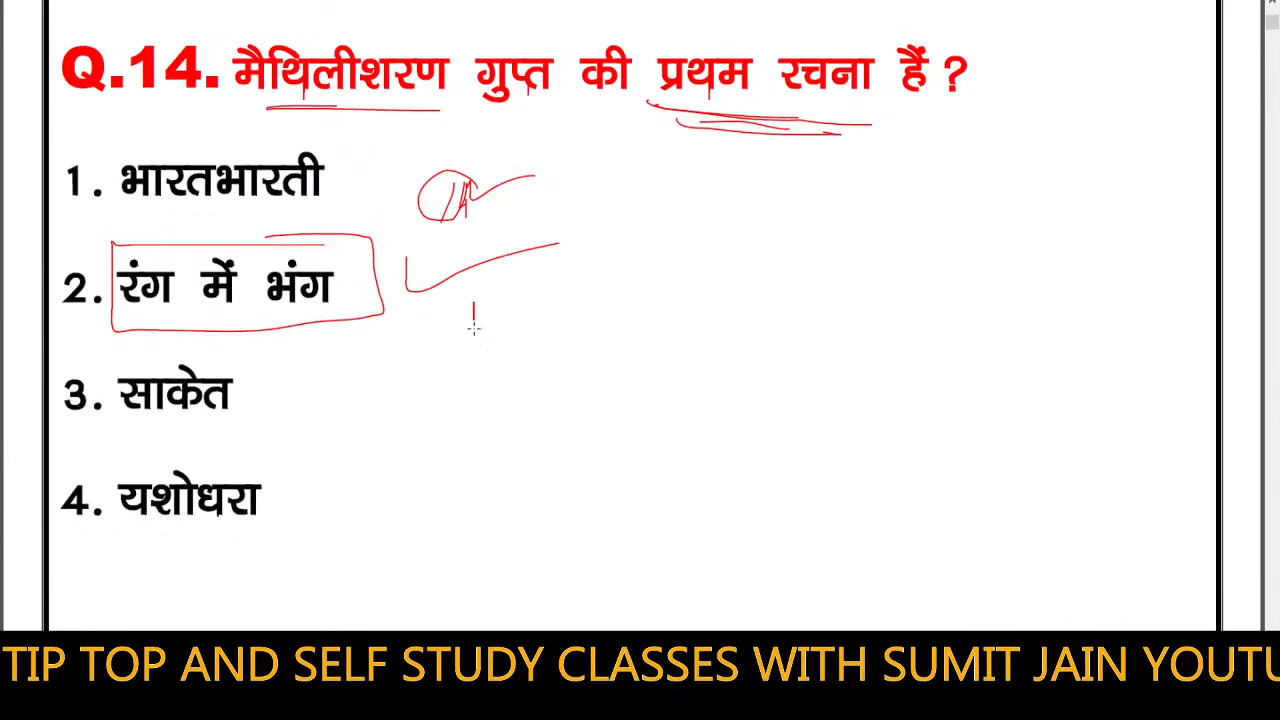 Q.14. मैथिलीशरण गुप्त की प्रथम रचना हैं ?
1. भारतभारती
2. रंग में भंग
3. साकेत
4. यशोधरा
TIP TOP AND SELF STUDY CLASSES WITH SUMIT JAIN YOUTU